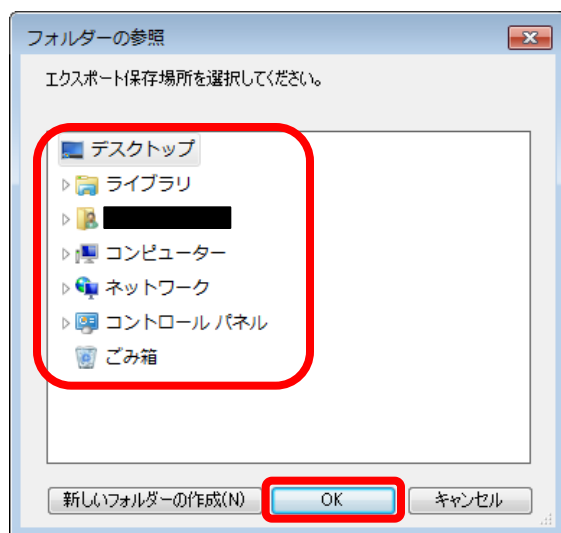 フォルダーの参照
エクスポート保存場所を選択してください。
デスクトップ
ライブラリ
コンピューター
ネットワーク
コントロール パネル
ごみ箱
新しいフォルダーの作成(N)
OK
キャンセル